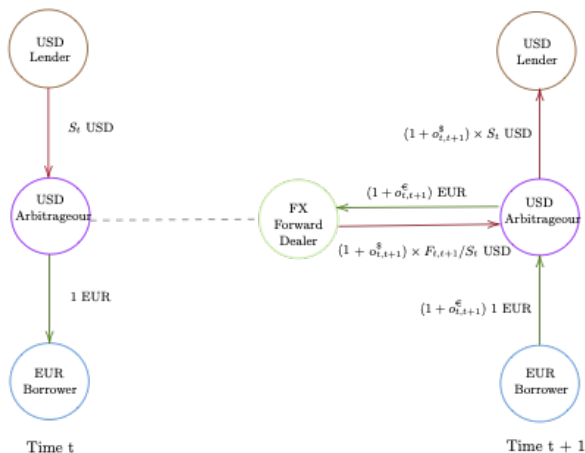 USD
Lender
USD
Lender
S_t USD
(1 + o^$_{t,t+1}) × S_t USD
USD
Arbitrageour
(1 + o^€_{t,t+1}) EUR
FX
Forward
Dealer
USD
Arbitrageour
(1 + o^$_{t,t+1}) × F_{t,t+1}/S_t USD
1 EUR
(1 + o^€_{t,t+1}) 1 EUR
EUR
Borrower
EUR
Borrower
Time t
Time t + 1